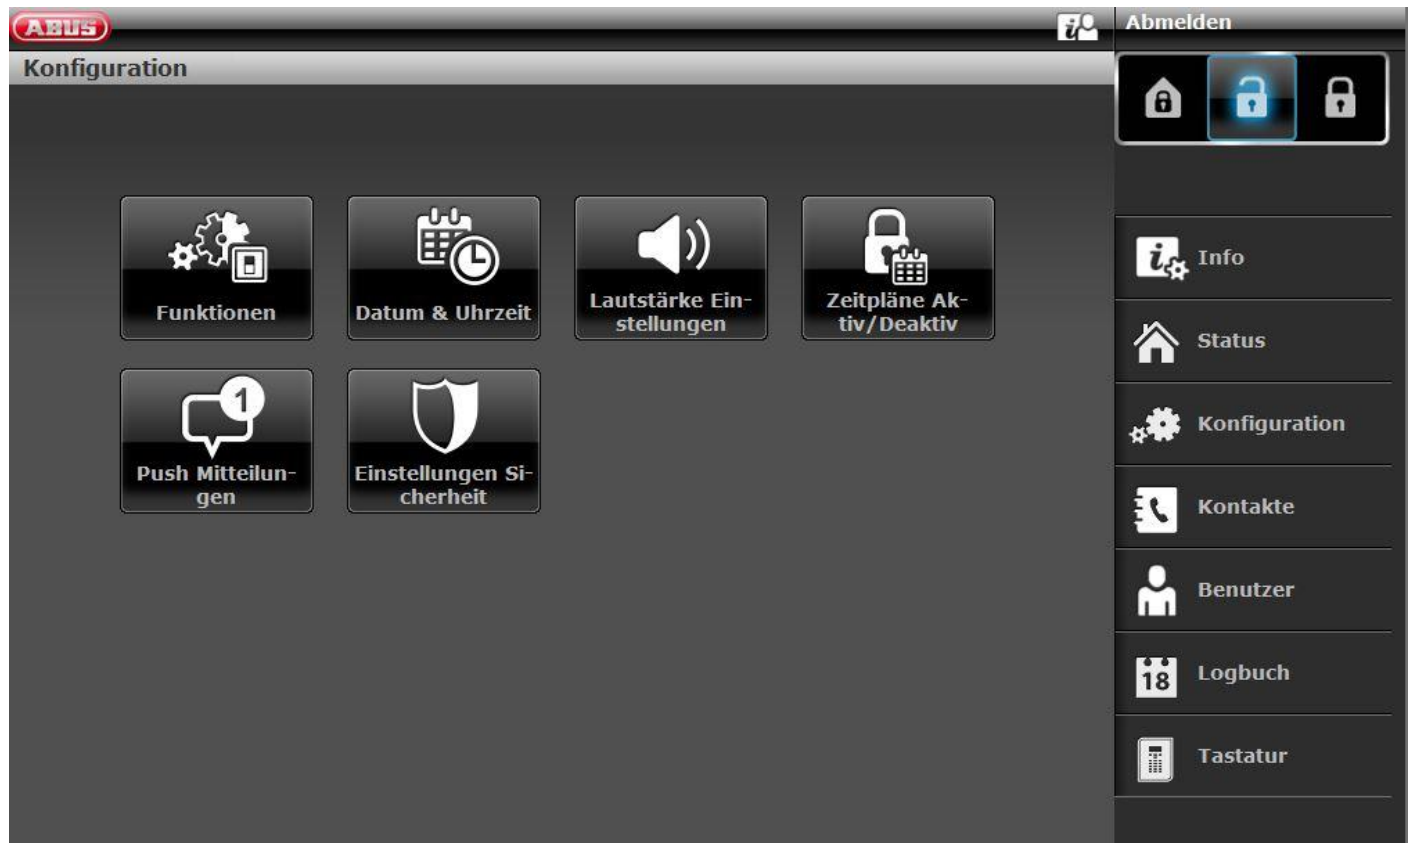 ABUS
Abmelden
Konfiguration
Funktionen
Datum & Uhrzeit
Lautstärke Ein-
stellungen
Zeitpläne Ak-
tiv/Deaktiv
1
Push Mitteilun-
gen
Einstellungen Si-
cherheit
Info
Status
Konfiguration
Kontakte
Benutzer
18
Logbuch
Tastatur